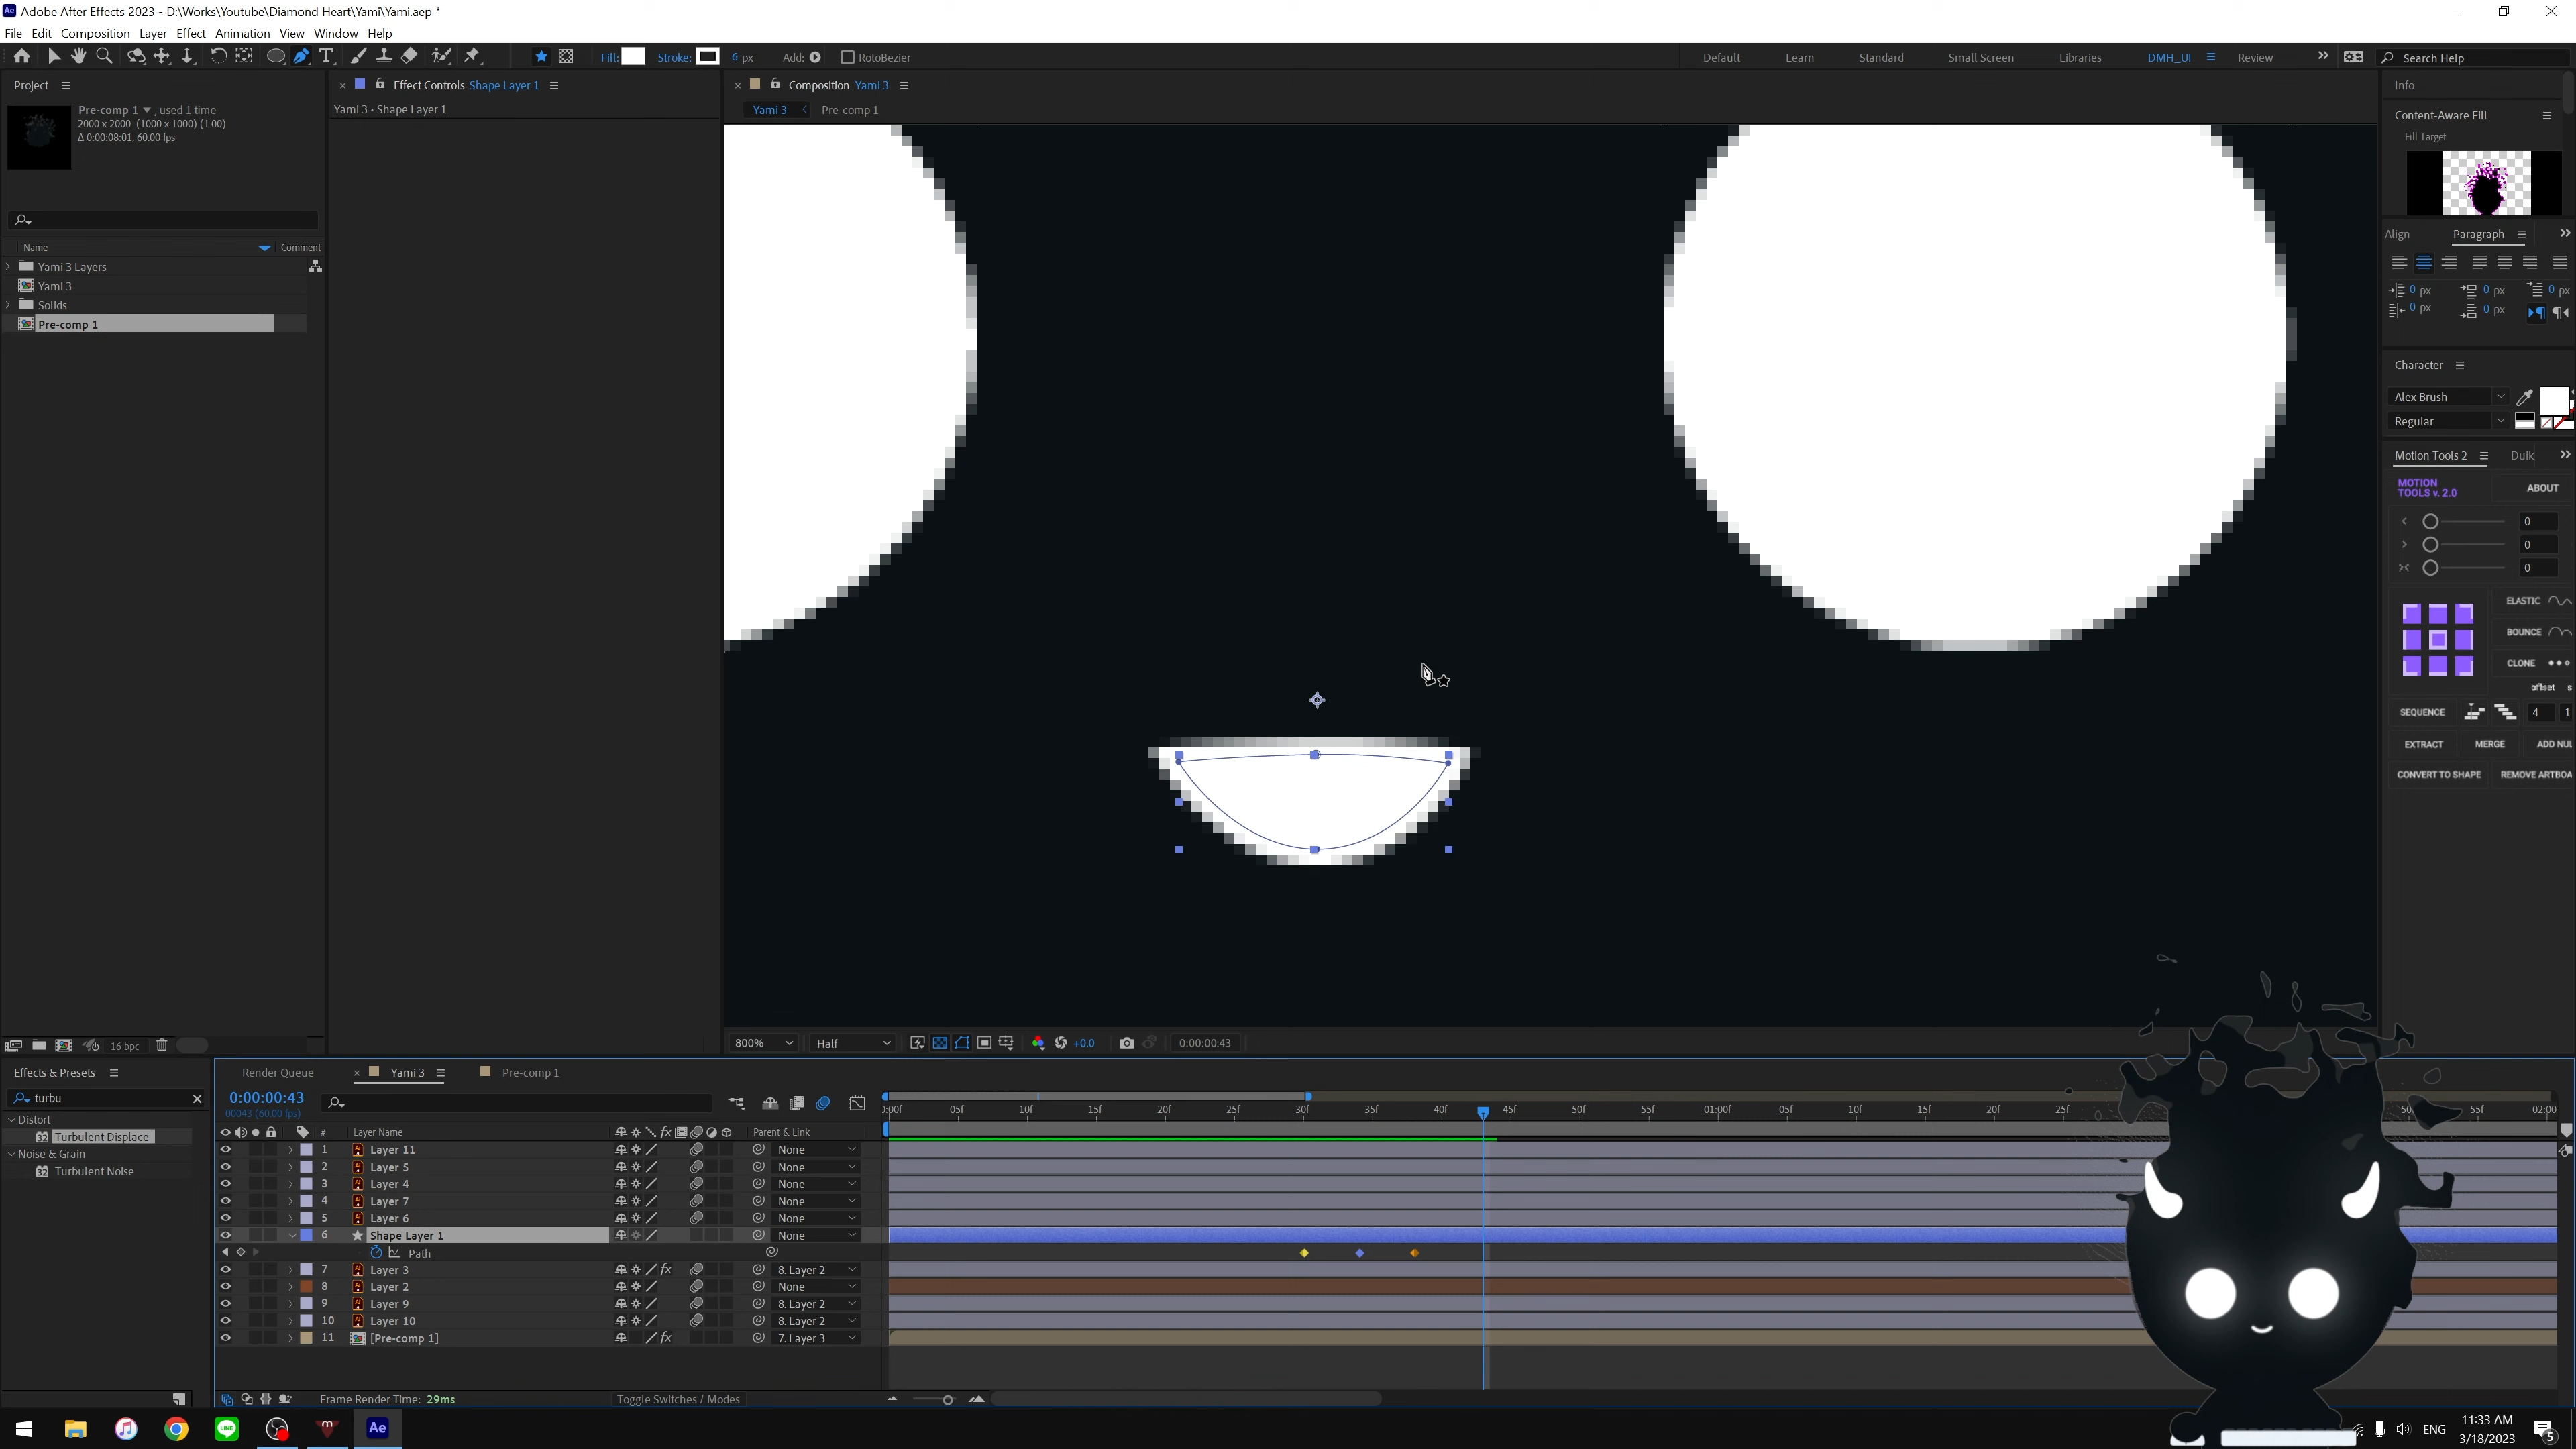 Adobe After Effects 2023 - D:\Works\Youtube\Diamond Heart\Yami\Yami.aep *
File Edit Composition Layer Effect Animation View Window Help
Fill: Stroke: 6 px Add: RotoBezier Default Learn Standard Small Screen Libraries DMH_UI Review Search Help
Project
Pre-comp 1 , used 1 time
2000 x 2000 (1000 x 1000) (1.00)
Δ 0:00:08:01, 60.00 fps
Name Comment
Yami 3 Layers
Yami 3
Solids
Pre-comp 1
16 bpc
Effect Controls Shape Layer 1
Yami 3 • Shape Layer 1
Composition Yami 3
Yami 3 Pre-comp 1
800% Half +0.0 0:00:00:43
Info
Content-Aware Fill
Fill Target
Align Paragraph
0 px 0 px 0 px
0 px 0 px
Character
Alex Brush
Regular
Motion Tools 2 Duik
MOTION
TOOLS v. 2.0 ABOUT
0
0
0
ELASTIC
BOUNCE
CLONE
offset s
SEQUENCE 4 1
EXTRACT MERGE ADD NUL
CONVERT TO SHAPE REMOVE ARTBOA
Effects & Presets
turbu
Distort
Turbulent Displace
Noise & Grain
Turbulent Noise
Render Queue Yami 3 Pre-comp 1
0:00:00:43
00043 (60.00 fps)
0:00f 05f 10f 15f 20f 25f 30f 35f 40f 45f 50f 55f 01:00f 05f 10f 15f 20f 25f 50f 55f 02:00
# Layer Name Parent & Link
1 Layer 11 None
2 Layer 5 None
3 Layer 4 None
4 Layer 7 None
5 Layer 6 None
6 Shape Layer 1 None
Path
7 Layer 3 8. Layer 2
8 Layer 2 None
9 Layer 9 8. Layer 2
10 Layer 10 8. Layer 2
11 [Pre-comp 1] 7. Layer 3
Frame Render Time: 29ms Toggle Switches / Modes
ENG 11:33 AM
3/18/2023 5